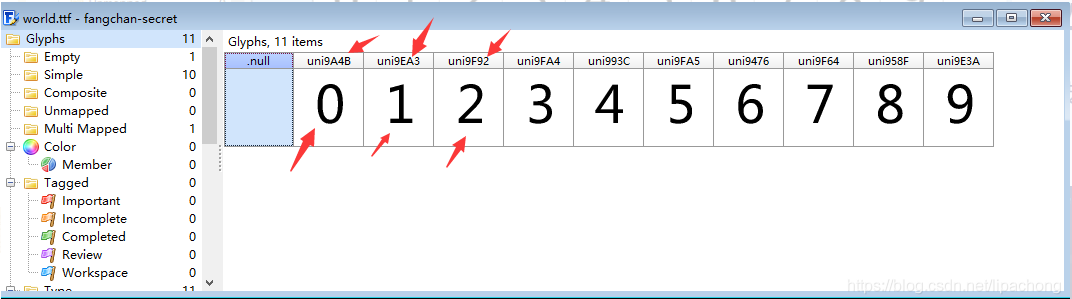 world.ttf - fangchan-secret
Glyphs 11
Empty 1
Simple 10
Composite 0
Unmapped 0
Multi Mapped 1
Color 0
Member 0
Tagged 0
Important 0
Incomplete 0
Completed 0
Review 0
Workspace 0
Type 11
Glyphs, 11 items
.null uni9A4B uni9EA3 uni9F92 uni9FA4 uni993C uni9FA5 uni9476 uni9F64 uni958F uni9E3A
0 1 2 3 4 5 6 7 8 9
https://blog.csdn.net/lipachong